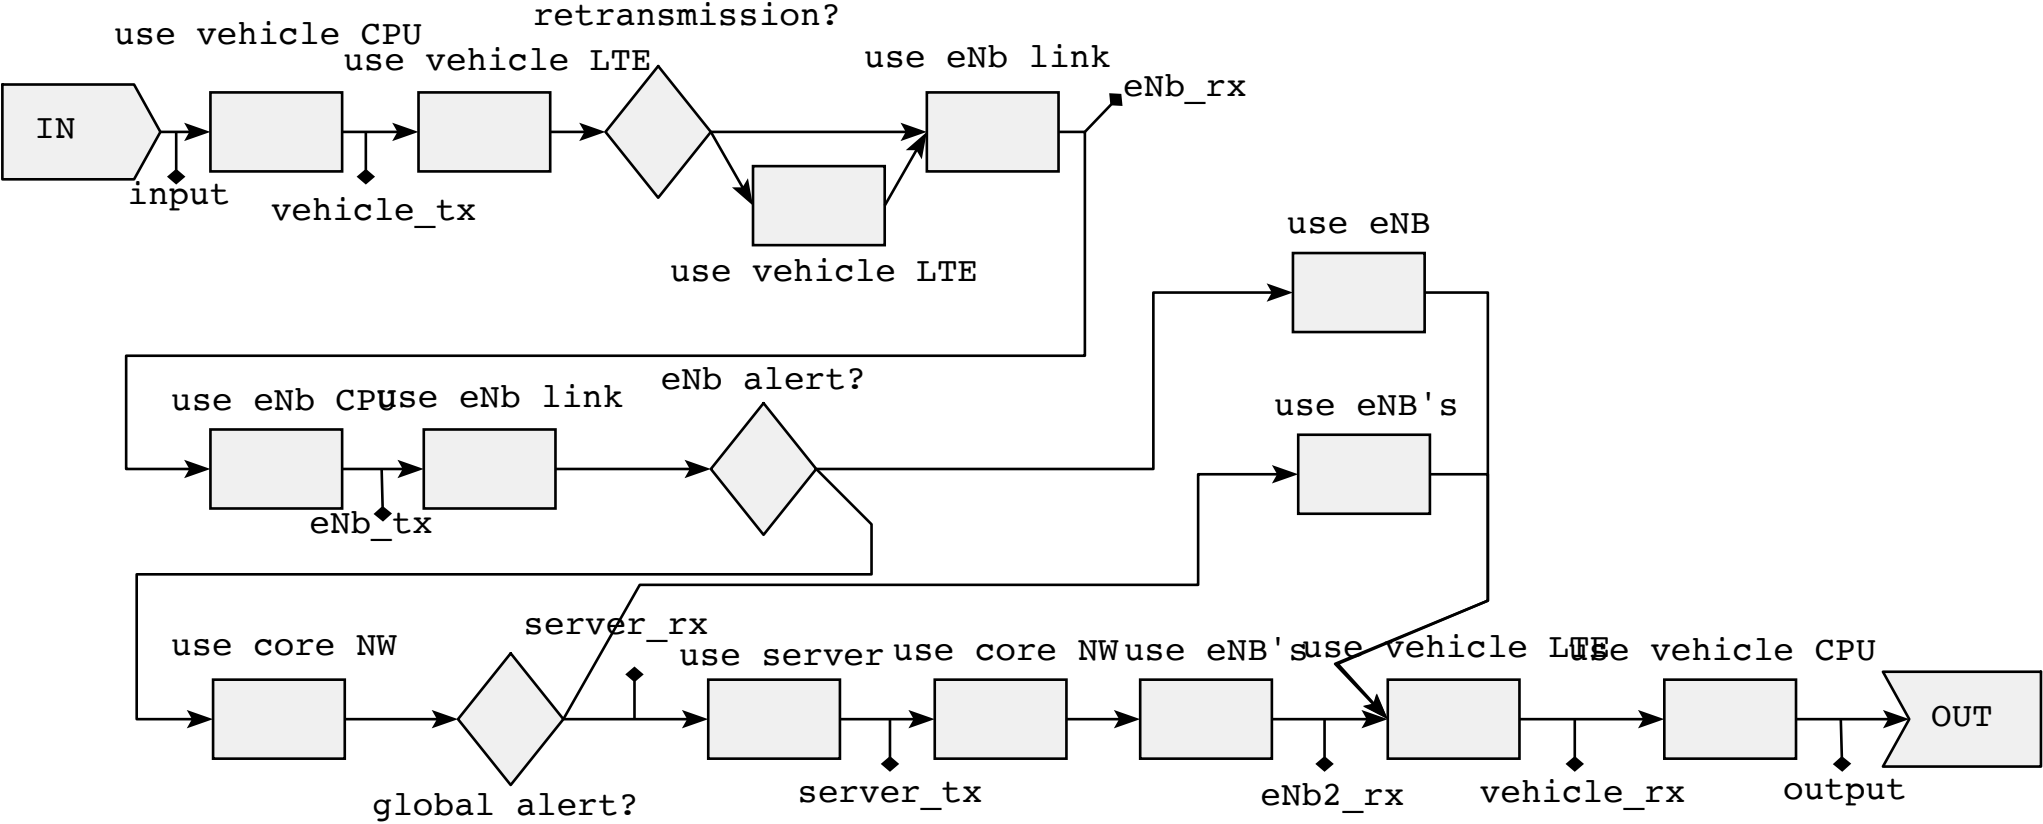 retransmission?
use vehicle CPU
use vehicle LTE
use eNb link
eNb_rx
IN
input
vehicle_tx
use vehicle LTE
use eNB
eNb alert?
use eNb CPU
use eNb link
use eNB's
eNb_tx
server_rx
use core NW
use server
use core NW
use eNB's
use vehicle LTE
use vehicle CPU
OUT
global alert?
server_tx
eNb2_rx
vehicle_rx
output